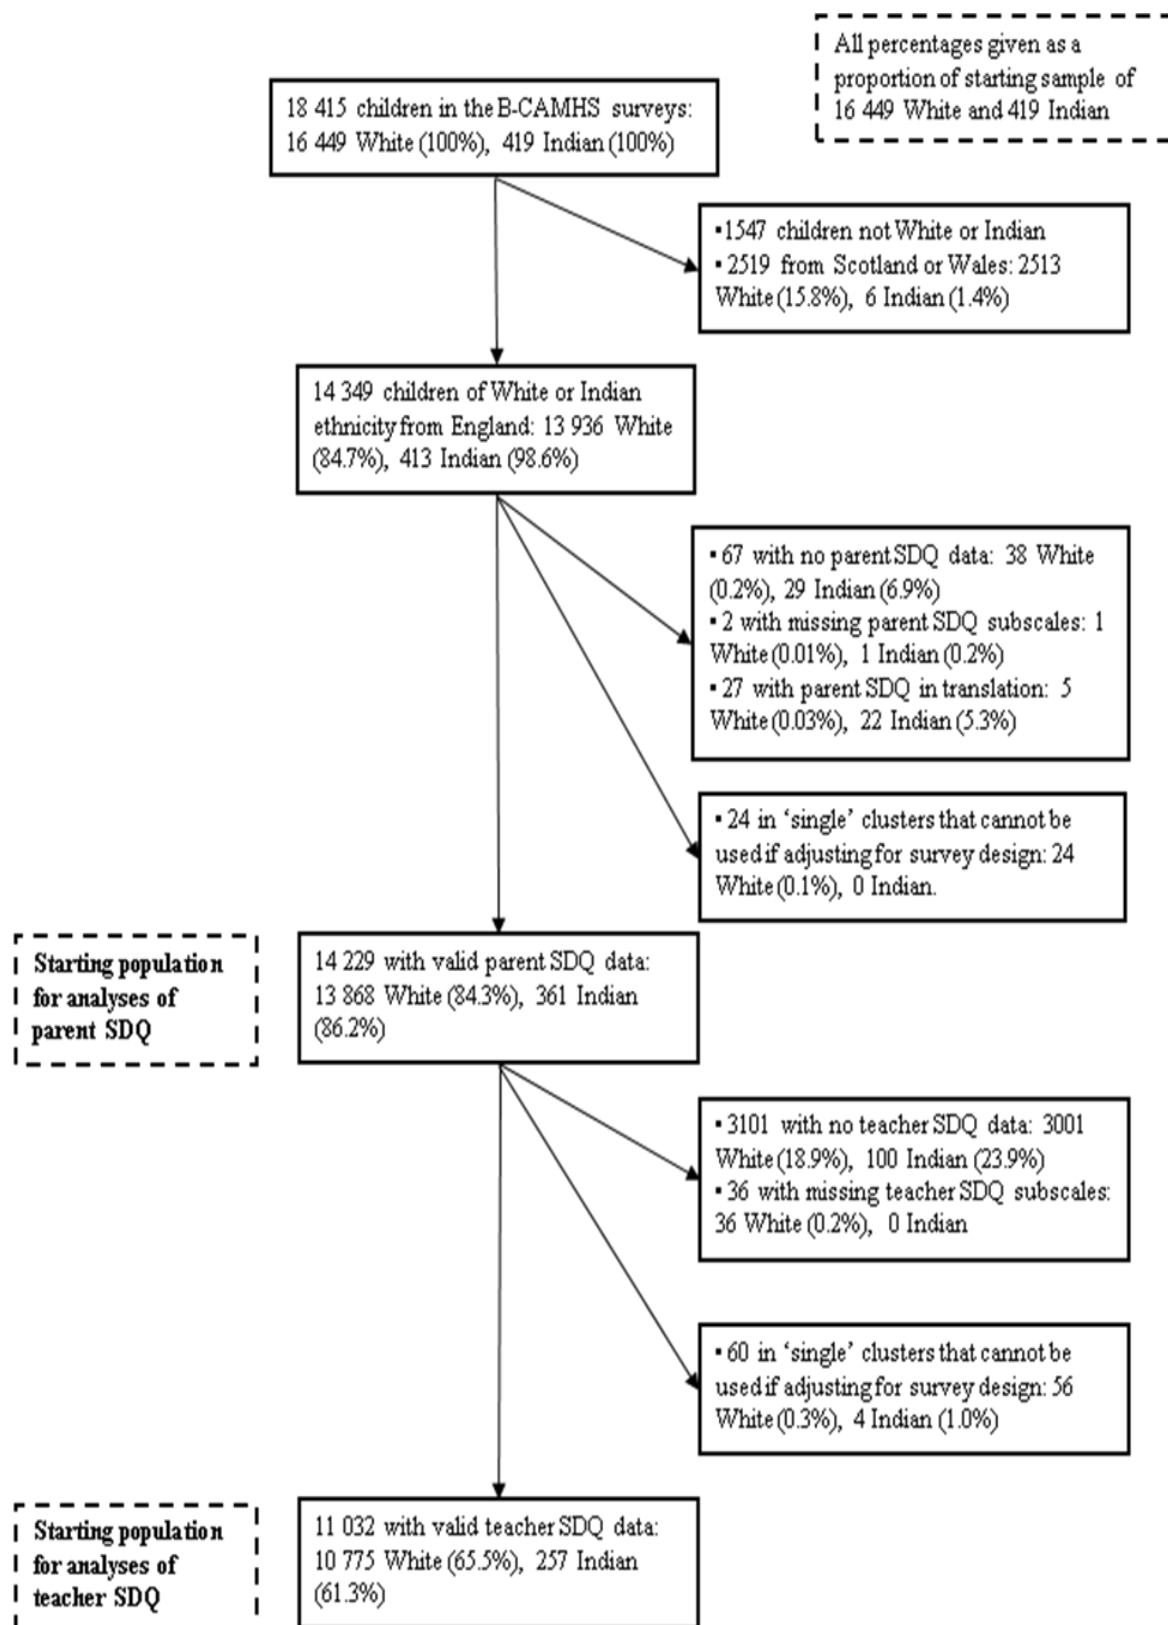 All percentages given as a
proportion of starting sample of
16 449 White and 419 Indian
18 415 children in the B-CAMHS surveys:
16 449 White (100%), 419 Indian (100%)
▪1547 children not White or Indian
▪ 2519 from Scotland or Wales: 2513
White (15.8%), 6 Indian (1.4%)
14 349 children of White or Indian
ethnicity from England: 13 936 White
(84.7%), 413 Indian (98.6%)
▪ 67 with no parent SDQ data: 38 White
(0.2%), 29 Indian (6.9%)
▪ 2 with missing parent SDQ subscales: 1
White (0.01%), 1 Indian (0.2%)
▪ 27 with parent SDQ in translation: 5
White (0.03%), 22 Indian (5.3%)
▪ 24 in ‘single’ clusters that cannot be
used if adjusting for survey design: 24
White (0.1%), 0 Indian.
Starting population
for analyses of
parent SDQ
14 229 with valid parent SDQ data:
13 868 White (84.3%), 361 Indian
(86.2%)
▪ 3101 with no teacher SDQ data: 3001
White (18.9%), 100 Indian (23.9%)
▪ 36 with missing teacher SDQ subscales:
36 White (0.2%), 0 Indian
▪ 60 in ‘single’ clusters that cannot be
used if adjusting for survey design: 56
White (0.3%), 4 Indian (1.0%)
Starting population
for analyses of
teacher SDQ
11 032 with valid teacher SDQ data:
10 775 White (65.5%), 257 Indian
(61.3%)